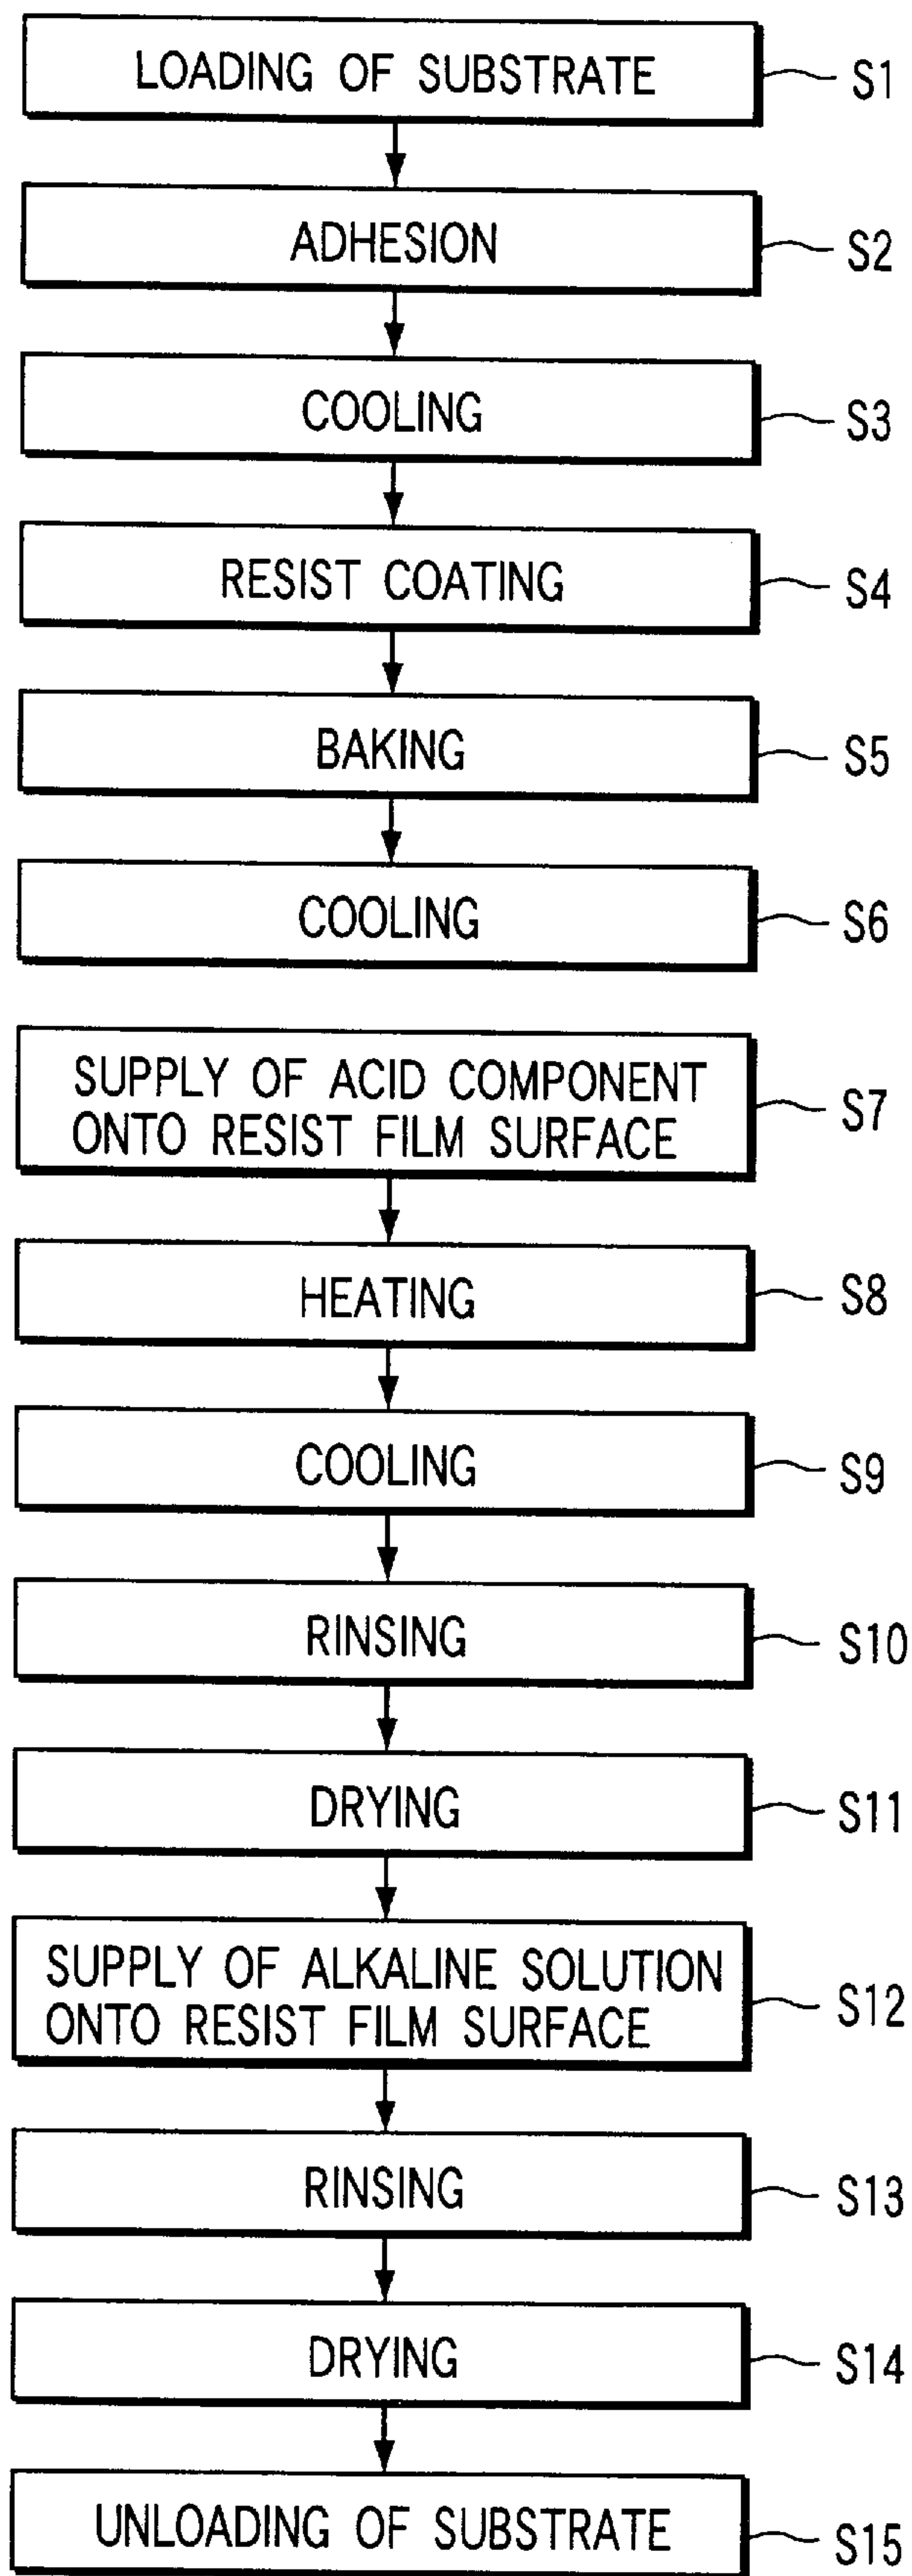 LOADING OF SUBSTRATE S1
ADHESION S2
COOLING S3
RESIST COATING S4
BAKING S5
COOLING S6
SUPPLY OF ACID COMPONENT
ONTO RESIST FILM SURFACE S7
HEATING S8
COOLING S9
RINSING S10
DRYING S11
SUPPLY OF ALKALINE SOLUTION
ONTO RESIST FILM SURFACE S12
RINSING S13
DRYING S14
UNLOADING OF SUBSTRATE S15